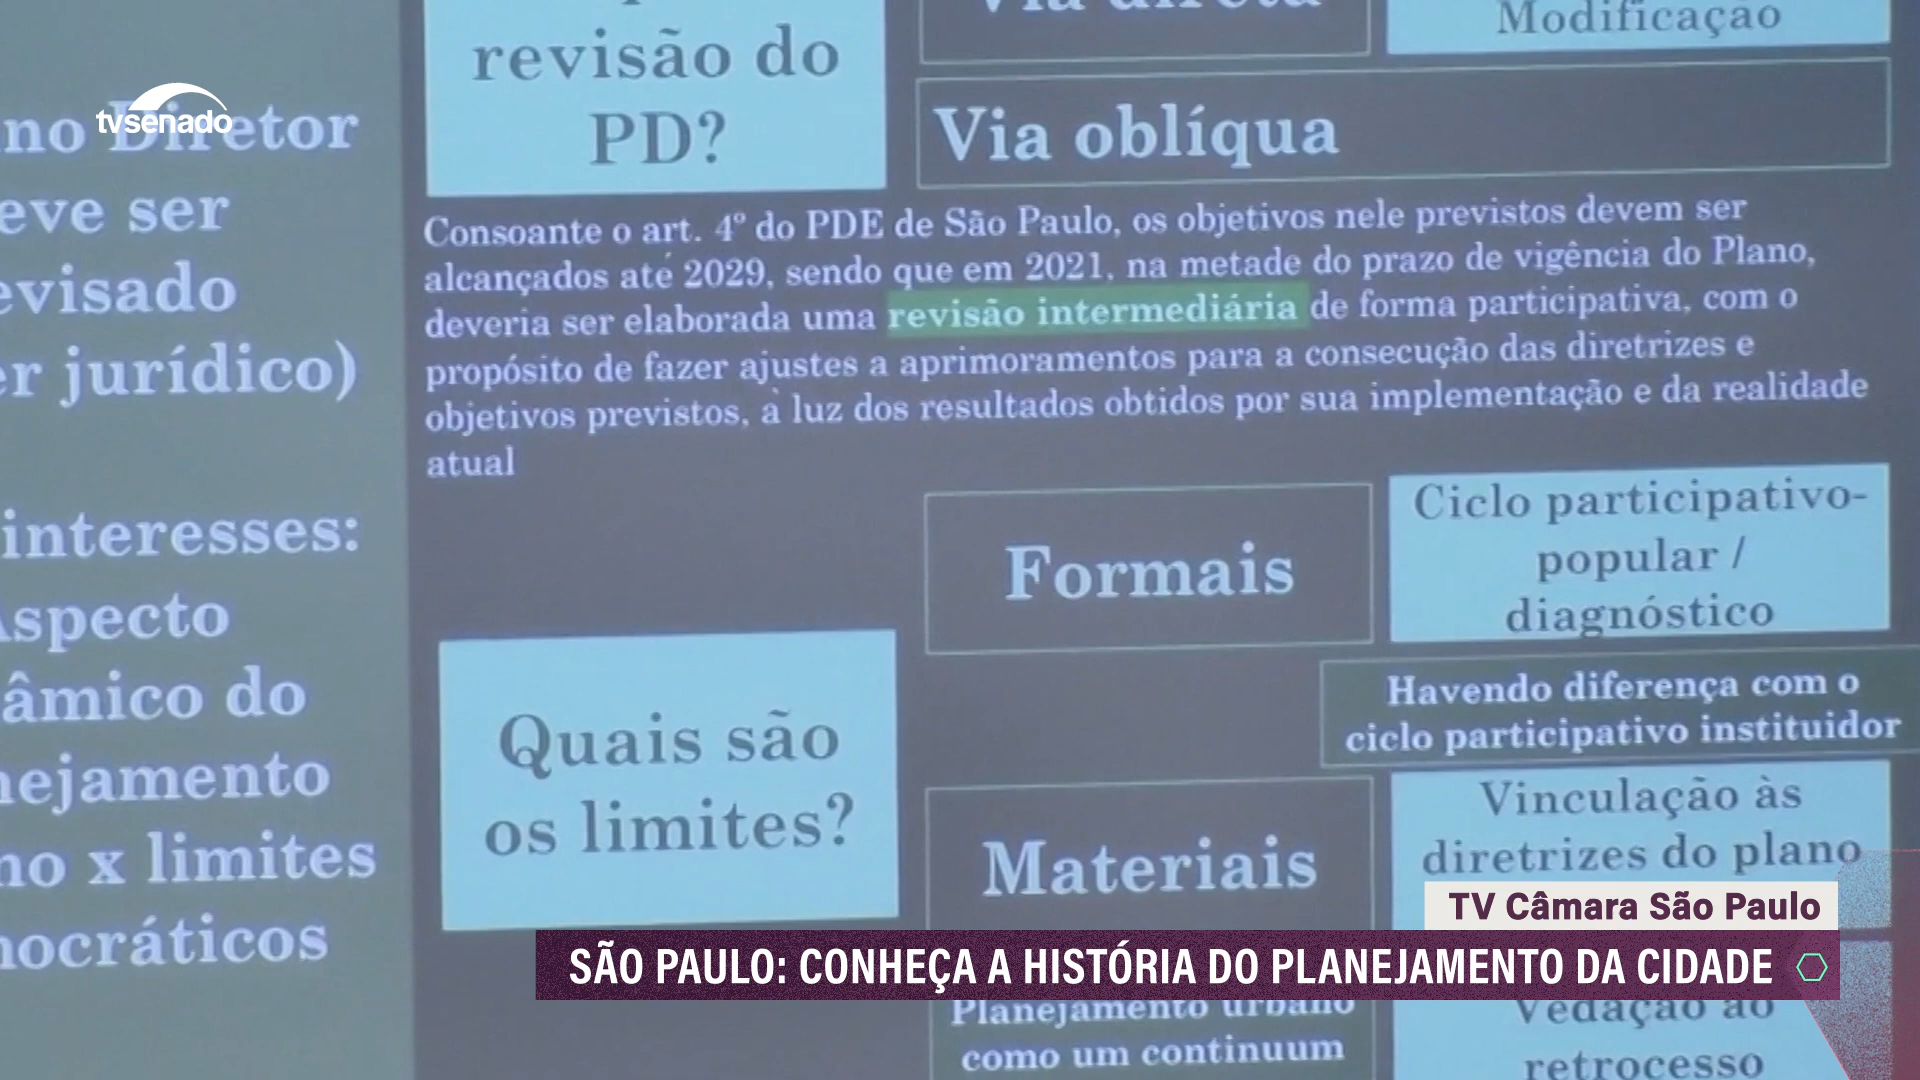 tvsenado
no Diretor
eve ser
evisado
er jurídico)
interesses:
Aspecto
âmico do
nejamento
no x limites
nocráticos
revisão do
PD?
Via direta
Modificação
Via oblíqua
Consoante o art. 4º do PDE de São Paulo, os objetivos nele previstos devem ser
alcançados até 2029, sendo que em 2021, na metade do prazo de vigência do Plano,
deveria ser elaborada uma revisão intermediária de forma participativa, com o
propósito de fazer ajustes a aprimoramentos para a consecução das diretrizes e
objetivos previstos, à luz dos resultados obtidos por sua implementação e da realidade
atual
Formais
Ciclo participativo-
popular /
diagnóstico
Havendo diferença com o
ciclo participativo instituidor
Quais são
os limites?
Materiais
Vinculação às
diretrizes do plano
TV Câmara São Paulo
SÃO PAULO: CONHEÇA A HISTÓRIA DO PLANEJAMENTO DA CIDADE
Planejamento urbano
como um continuum
Vedação ao
retrocesso